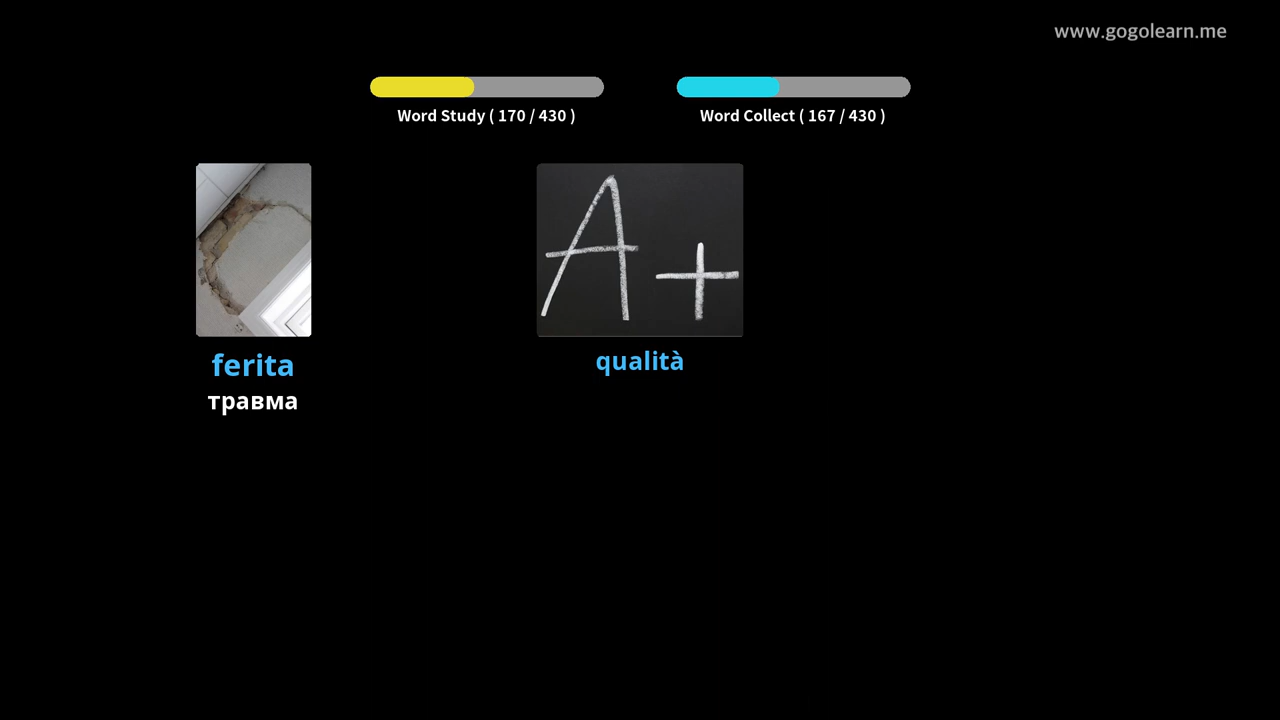 www.gogolearn.me
Word Study ( 170 / 430 )
Word Collect ( 167 / 430 )
A+
ferita
травма
qualità